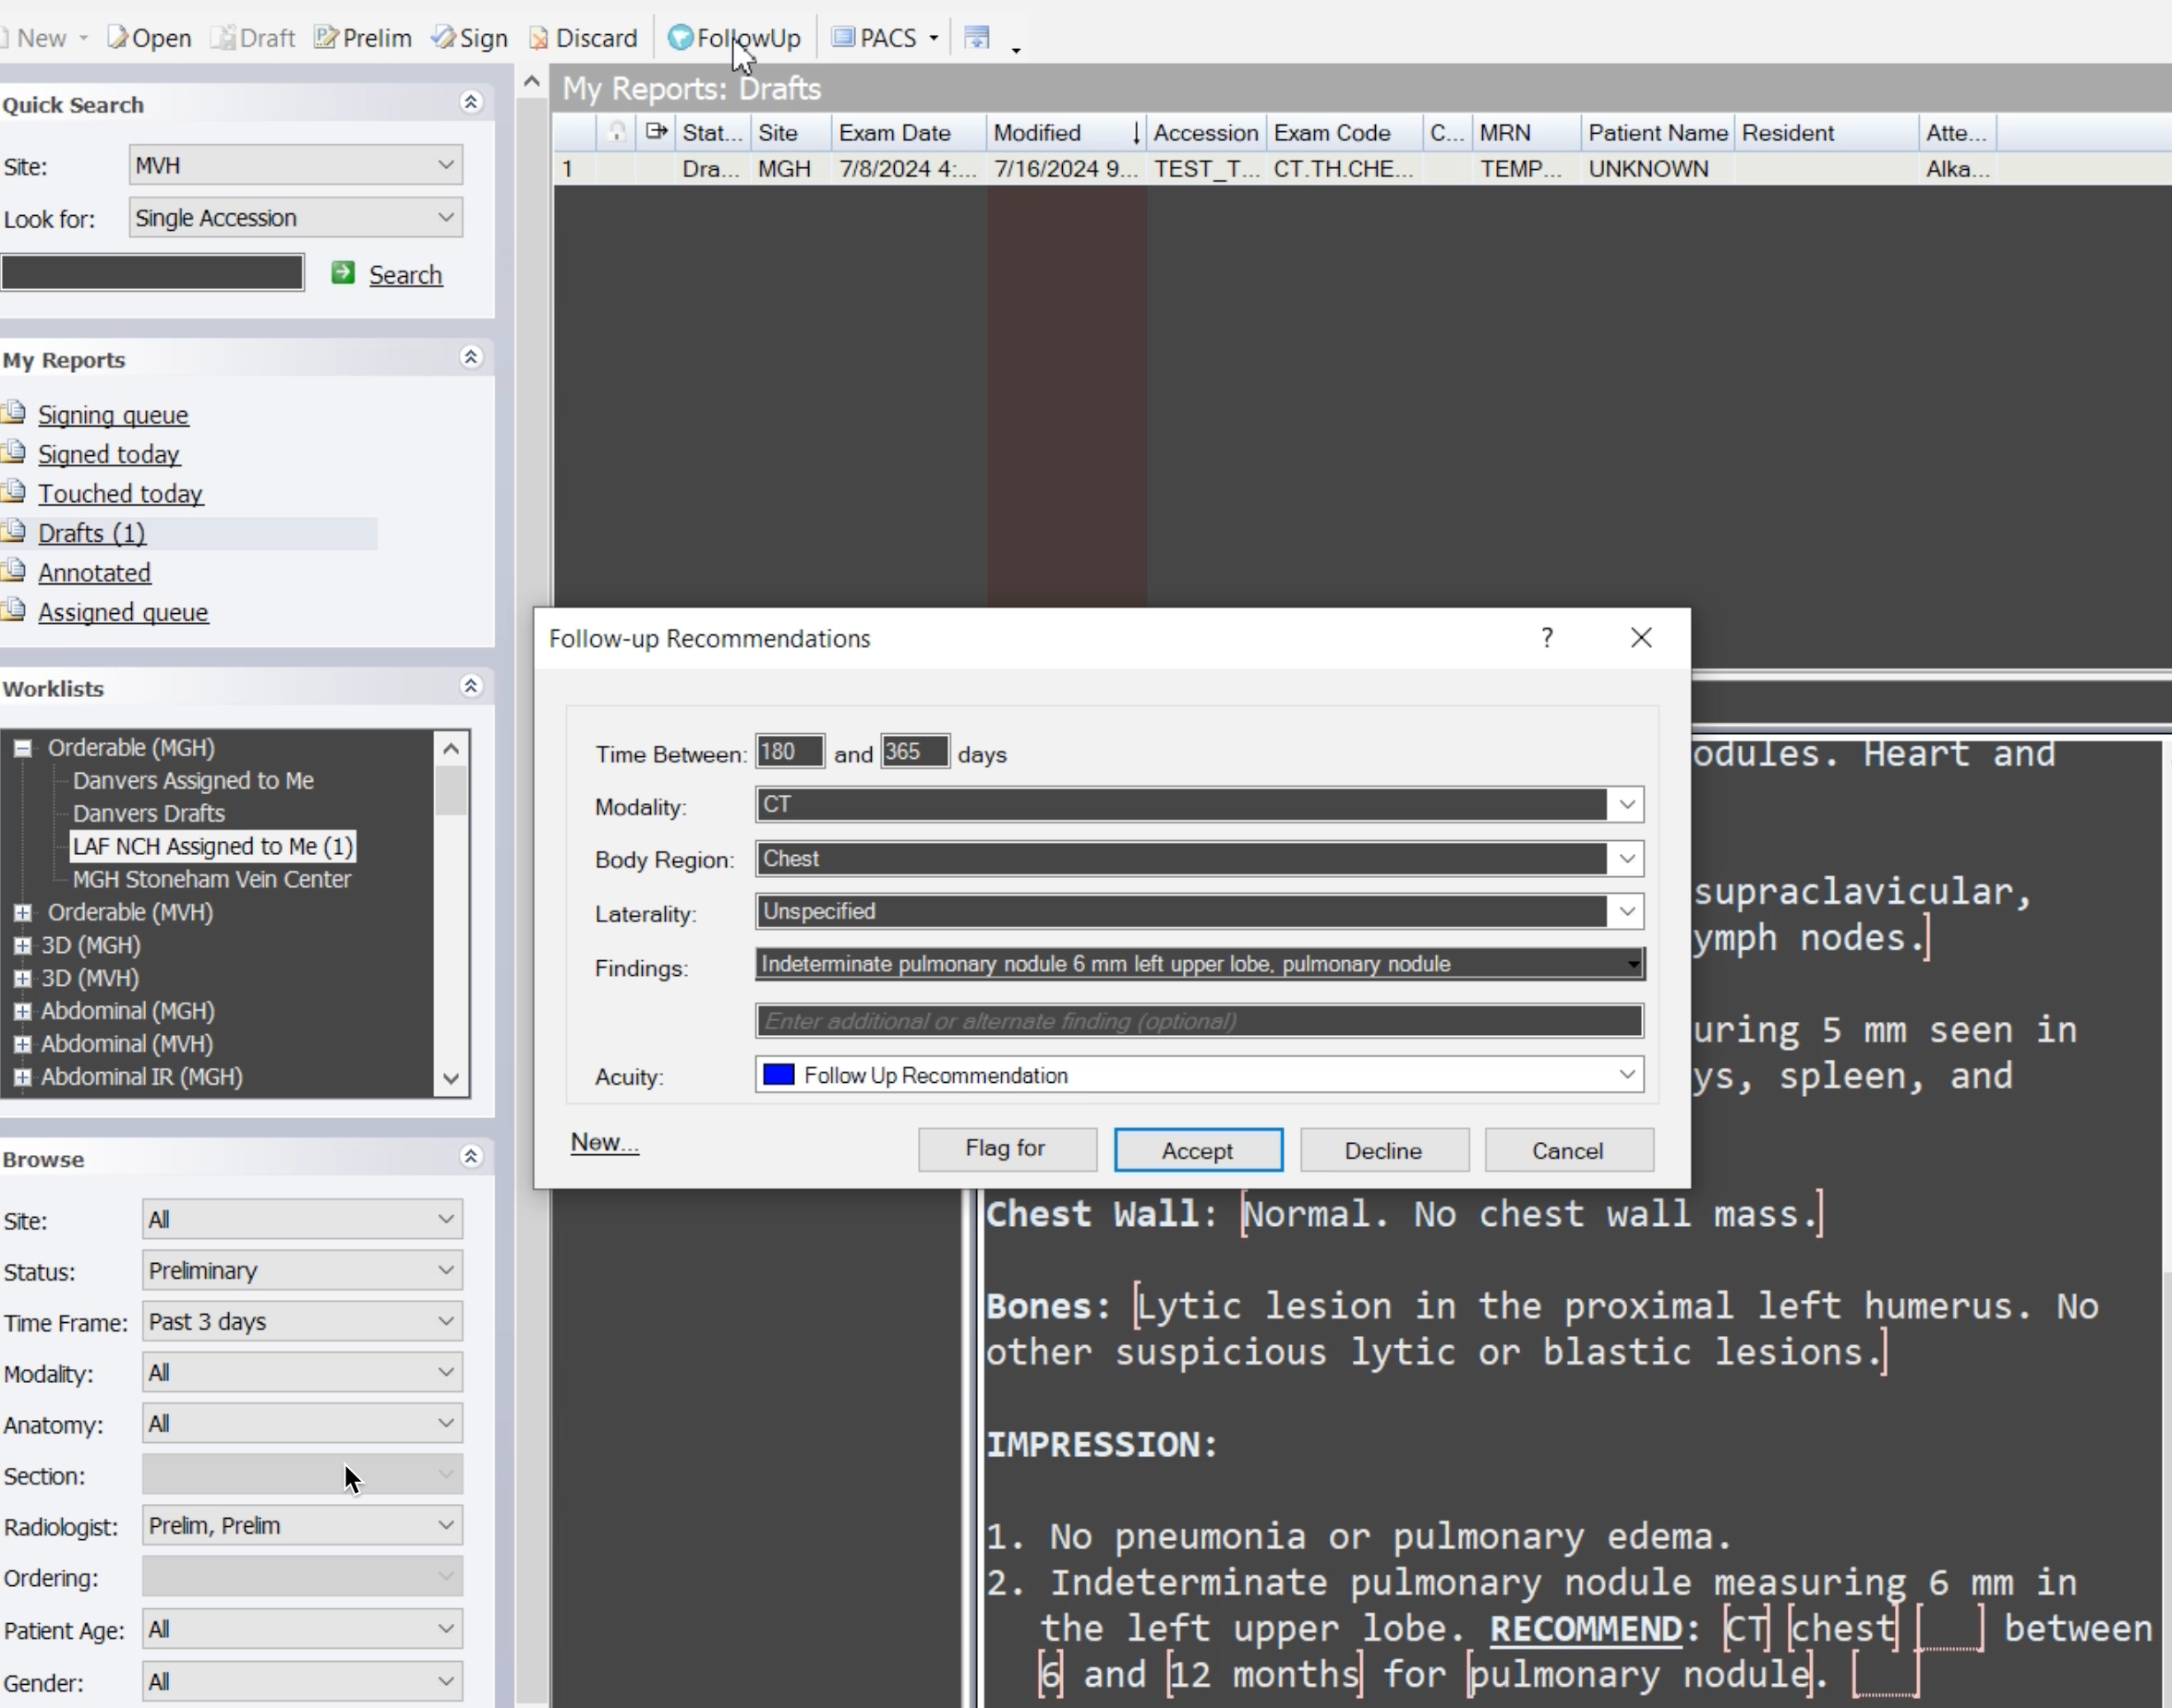 New Open Draft Prelim Sign Discard FollowUp PACS
Quick Search
Site: MVH
Look for: Single Accession
Search
My Reports
Signing queue
Signed today
Touched today
Drafts (1)
Annotated
Assigned queue
Worklists
Orderable (MGH)
Danvers Assigned to Me
Danvers Drafts
LAF NCH Assigned to Me (1)
MGH Stoneham Vein Center
Orderable (MVH)
3D (MGH)
3D (MVH)
Abdominal (MGH)
Abdominal (MVH)
Abdominal IR (MGH)
Browse
Site: All
Status: Preliminary
Time Frame: Past 3 days
Modality: All
Anatomy: All
Section:
Radiologist: Prelim, Prelim
Ordering:
Patient Age: All
Gender: All
My Reports: Drafts
Stat... Site Exam Date Modified Accession Exam Code C... MRN Patient Name Resident Atte...
1 Dra... MGH 7/8/2024 4:... 7/16/2024 9... TEST_T... CT.TH.CHE... TEMP... UNKNOWN Alka...
Follow-up Recommendations ?
Time Between: 180 and 365 days
Modality: CT
Body Region: Chest
Laterality: Unspecified
Findings: Indeterminate pulmonary nodule 6 mm left upper lobe, pulmonary nodule
Enter additional or alternate finding (optional)
Acuity: Follow Up Recommendation
New... Flag for Accept Decline Cancel
odules. Heart and
supraclavicular,
ymph nodes.]
uring 5 mm seen in
ys, spleen, and
Chest Wall: [Normal. No chest wall mass.]
Bones: [Lytic lesion in the proximal left humerus. No
other suspicious lytic or blastic lesions.]
IMPRESSION:
1. No pneumonia or pulmonary edema.
2. Indeterminate pulmonary nodule measuring 6 mm in
the left upper lobe. RECOMMEND: [CT] [chest] [ ] between
[6] and [12 months] for [pulmonary nodule]. [ ]